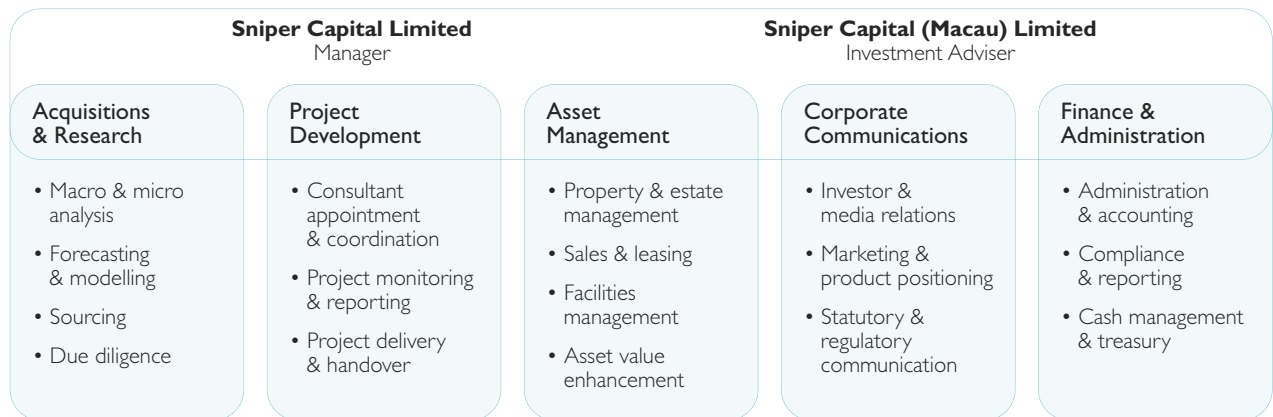 Sniper Capital Limited
Manager
Sniper Capital (Macau) Limited
Investment Adviser
Acquisitions
& Research
• Macro & micro
analysis
• Forecasting
& modelling
• Sourcing
• Due diligence
Project
Development
• Consultant
appointment
& coordination
• Project monitoring
& reporting
• Project delivery
& handover
Asset
Management
• Property & estate
management
• Sales & leasing
• Facilities
management
• Asset value
enhancement
Corporate
Communications
• Investor &
media relations
• Marketing &
product positioning
• Statutory &
regulatory
communication
Finance &
Administration
• Administration
& accounting
• Compliance
& reporting
• Cash management
& treasury